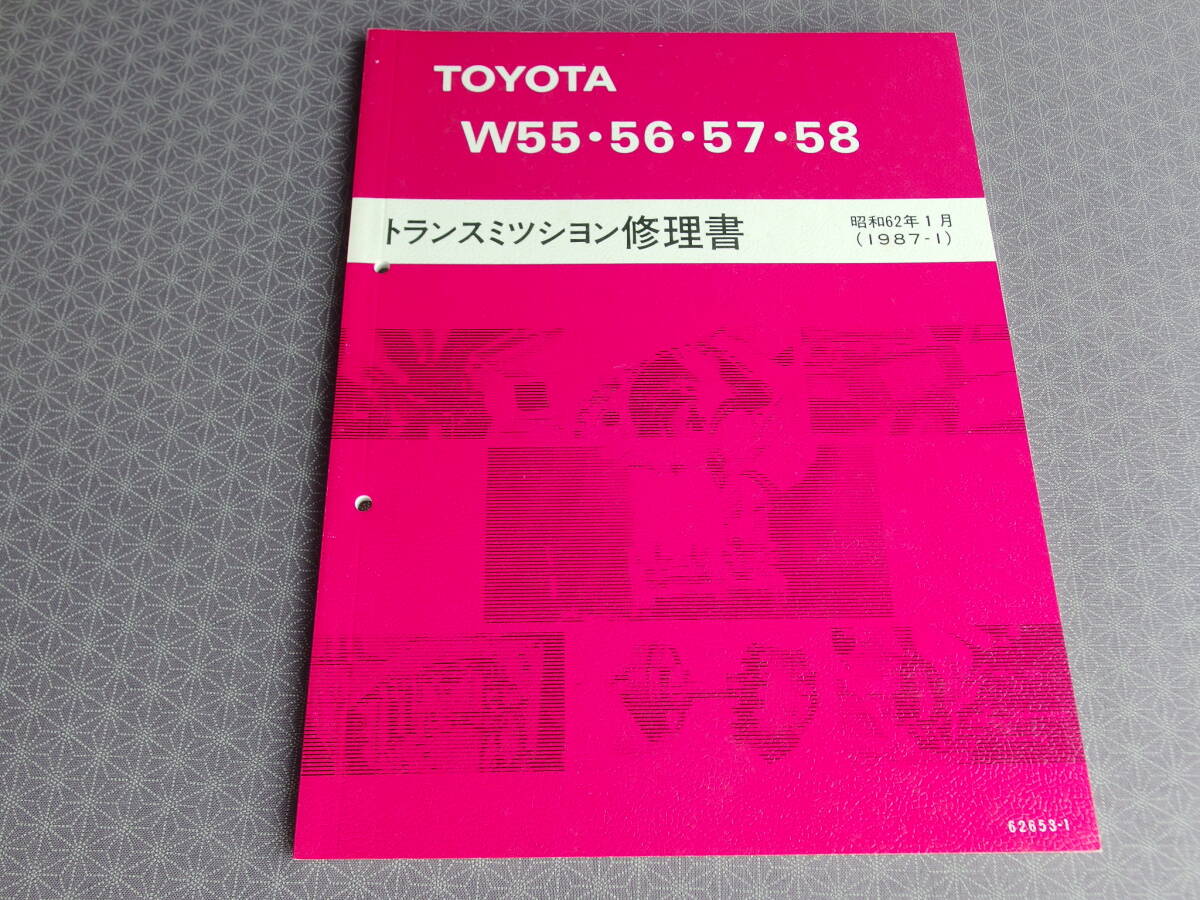 TOYOTA
W55・56・57・58
トランスミツシヨン修理書
昭和62年1月
(1987-1)
62653-1